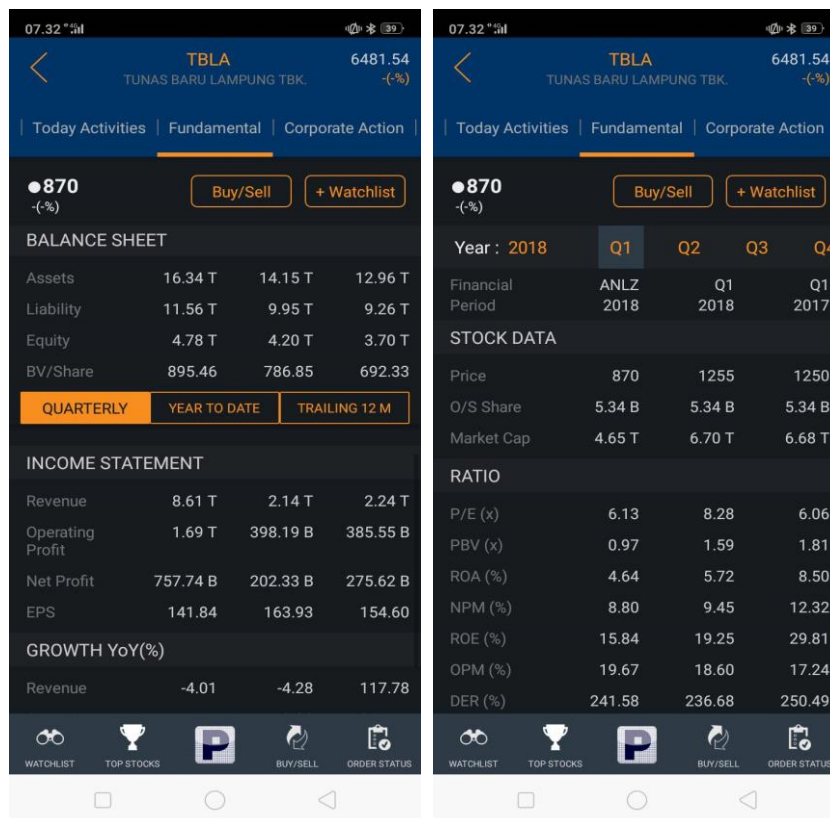 07.32 4G 39
TBLA 6481.54
TUNAS BARU LAMPUNG TBK. -(-%)
| Today Activities | Fundamental | Corporate Action |
870 Buy/Sell + Watchlist
-(-%)
BALANCE SHEET
Assets 16.34 T 14.15 T 12.96 T
Liability 11.56 T 9.95 T 9.26 T
Equity 4.78 T 4.20 T 3.70 T
BV/Share 895.46 786.85 692.33
QUARTERLY YEAR TO DATE TRAILING 12 M
INCOME STATEMENT
Revenue 8.61 T 2.14 T 2.24 T
Operating Profit 1.69 T 398.19 B 385.55 B
Net Profit 757.74 B 202.33 B 275.62 B
EPS 141.84 163.93 154.60
GROWTH YoY(%)
Revenue -4.01 -4.28 117.78
WATCHLIST TOP STOCKS P BUY/SELL ORDER STATUS
07.32 4G 39
TBLA 6481.54
TUNAS BARU LAMPUNG TBK. -(-%)
| Today Activities | Fundamental | Corporate Action
870 Buy/Sell + Watchlist
-(-%)
Year : 2018 Q1 Q2 Q3 Q4
Financial ANLZ Q1 Q1
Period 2018 2018 2017
STOCK DATA
Price 870 1255 1250
O/S Share 5.34 B 5.34 B 5.34 B
Market Cap 4.65 T 6.70 T 6.68 T
RATIO
P/E (x) 6.13 8.28 6.06
PBV (x) 0.97 1.59 1.81
ROA (%) 4.64 5.72 8.50
NPM (%) 8.80 9.45 12.32
ROE (%) 15.84 19.25 29.81
OPM (%) 19.67 18.60 17.24
DER (%) 241.58 236.68 250.49
WATCHLIST TOP STOCKS P BUY/SELL ORDER STATUS